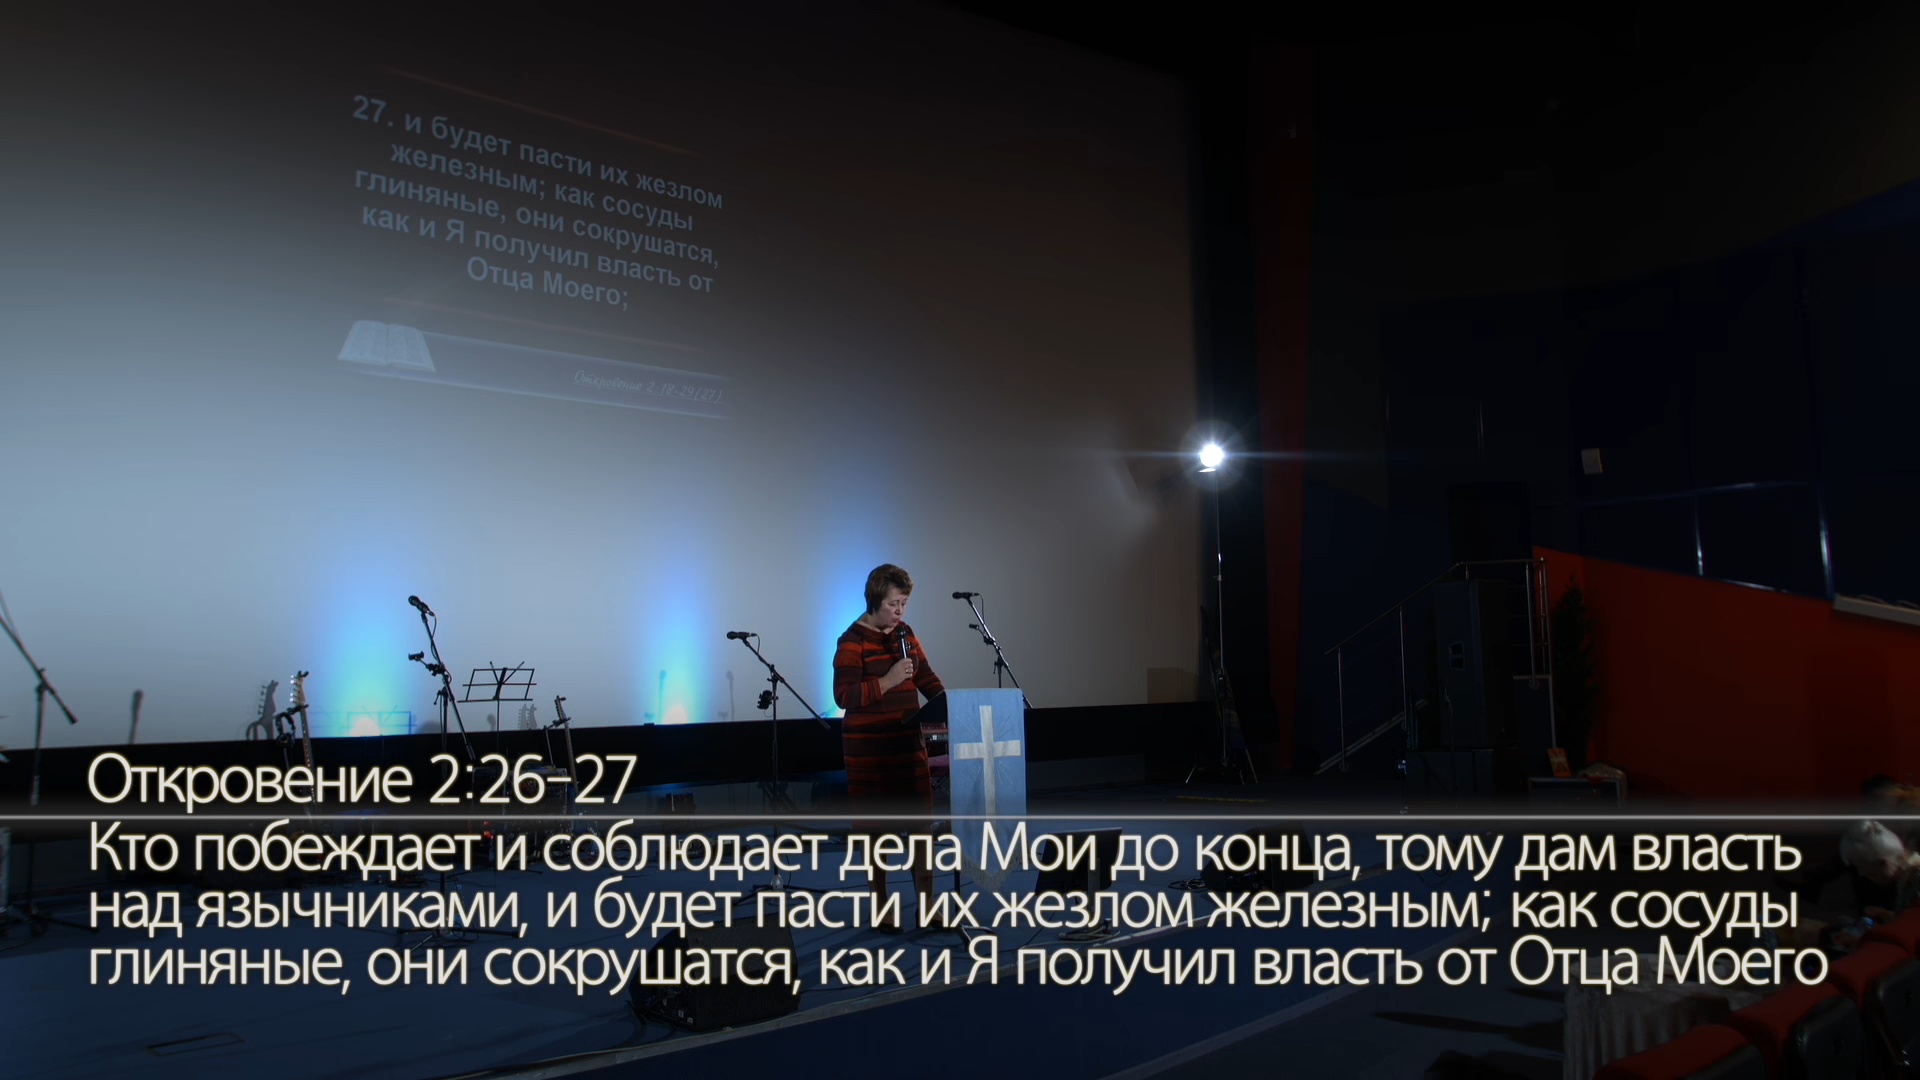 27. и будет пасти их жезлом
железным; как сосуды
глиняные, они сокрушатся,
как и Я получил власть от
Отца Моего;
Откровение 2:18-29(27)
Откровение 2:26-27
Кто побеждает и соблюдает дела Мои до конца, тому дам власть
над язычниками, и будет пасти их жезлом железным; как сосуды
глиняные, они сокрушатся, как и Я получил власть от Отца Моего